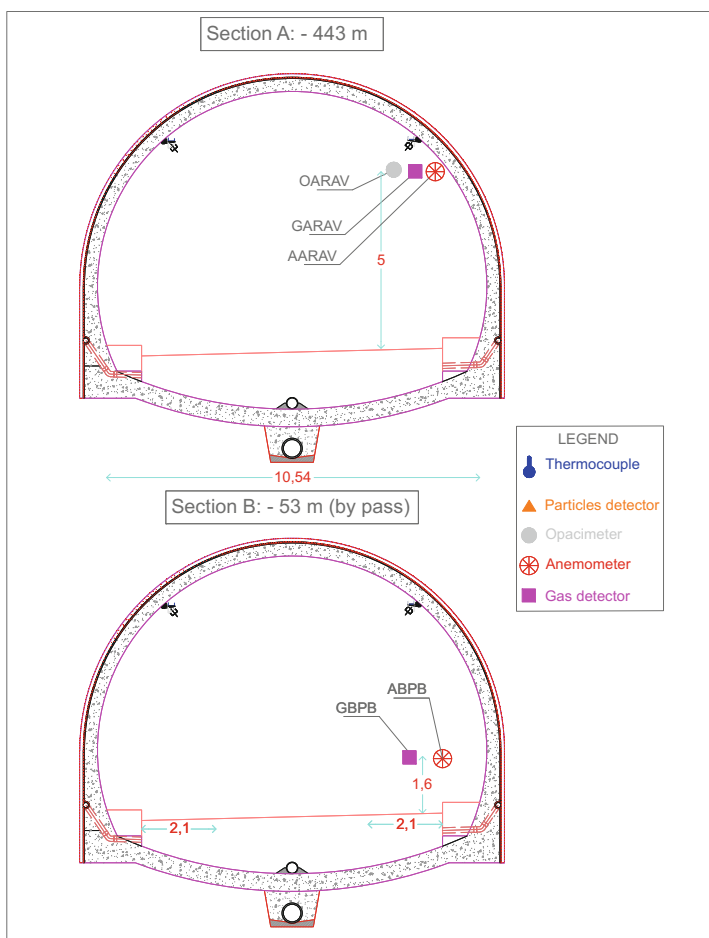 Section A: - 443 m
OARAV
GARAV
AARAV
5
10,54
LEGEND
Thermocouple
Particles detector
Opacimeter
Anemometer
Gas detector
Section B: - 53 m (by pass)
ABPB
GBPB
1,6
2,1
2,1